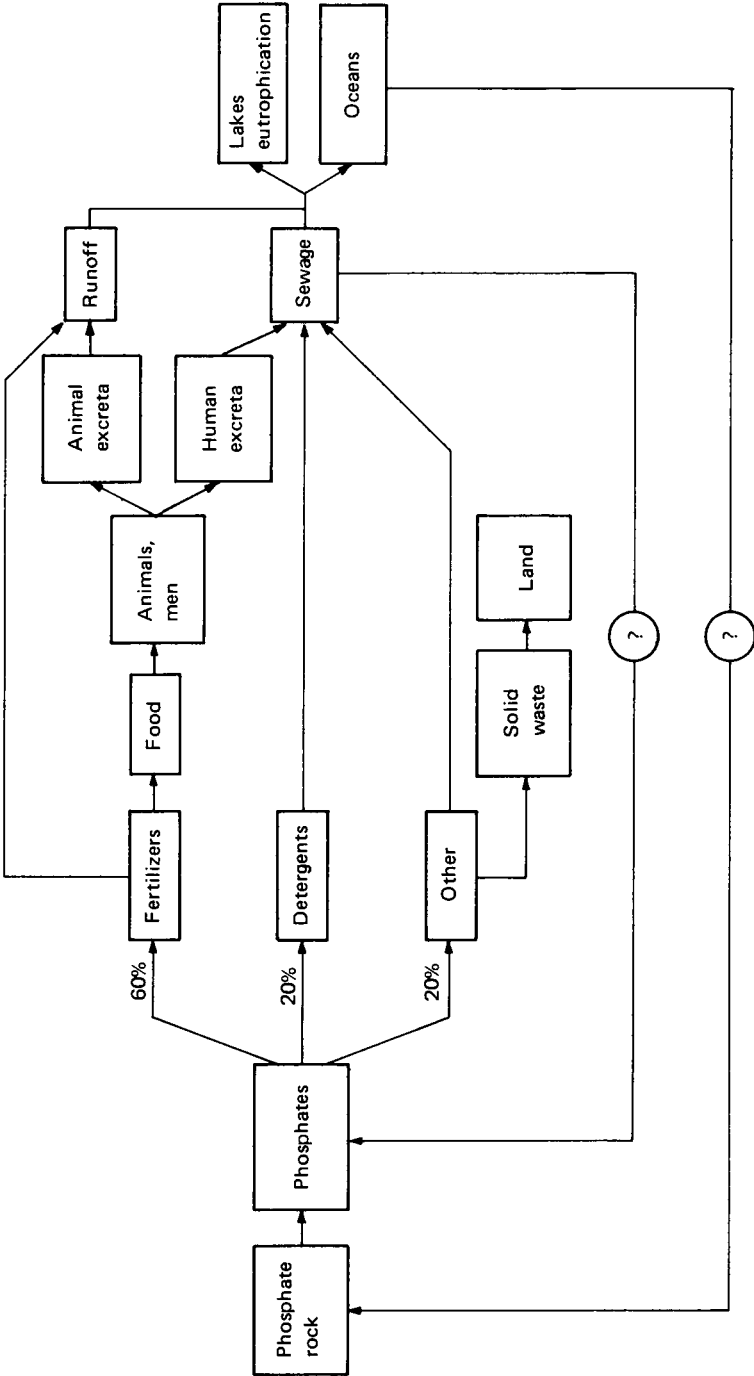 Phosphate
rock
Phosphates
60%
20%
20%
Fertilizers
Detergents
Other
Food
Solid
waste
Land
Animals,
men
Animal
excreta
Human
excreta
Runoff
Sewage
Lakes
eutrophication
Oceans
?
?